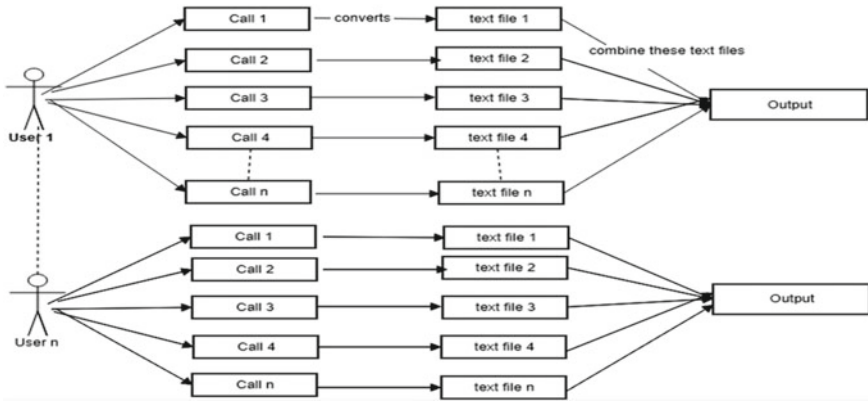 Call 1 converts text file 1
combine these text files
Call 2 text file 2
Call 3 text file 3
Output
User 1
Call 4 text file 4
Call n text file n
Call 1 text file 1
Call 2 text file 2
Call 3 text file 3
Output
User n
Call 4 text file 4
Call n text file n